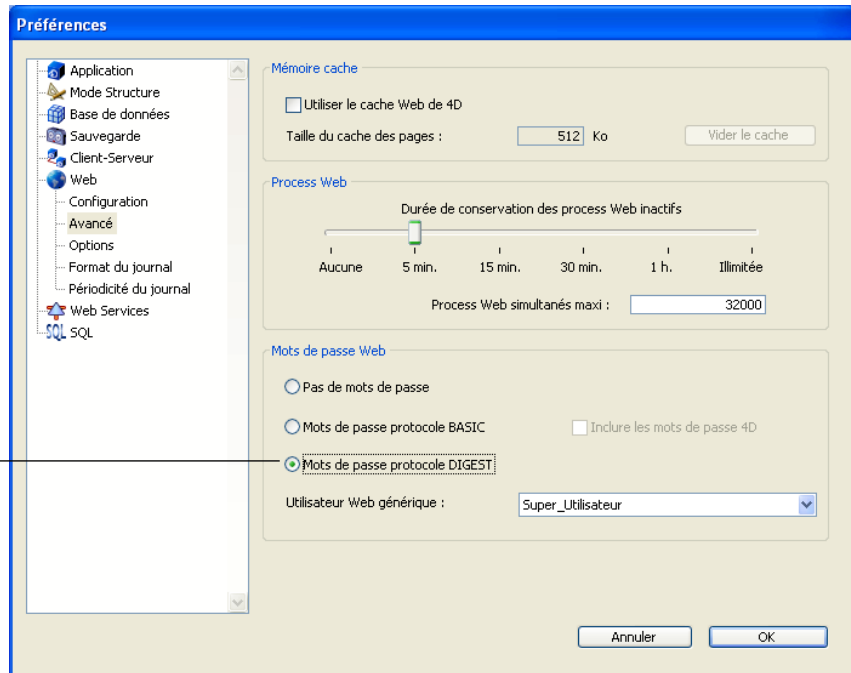 Préférences
Application
Mode Structure
Base de données
Sauvegarde
Client-Serveur
Web
Configuration
Avancé
Options
Format du journal
Périodicité du journal
Web Services
SQL SQL
Mémoire cache
Utiliser le cache Web de 4D
Taille du cache des pages : 512 Ko Vider le cache
Process Web
Durée de conservation des process Web inactifs
Aucune 5 min. 15 min. 30 min. 1 h. Illimitée
Process Web simultanés maxi : 32000
Mots de passe Web
Pas de mots de passe
Mots de passe protocole BASIC Inclure les mots de passe 4D
Mots de passe protocole DIGEST
Utilisateur Web générique : Super_Utilisateur
Annuler OK